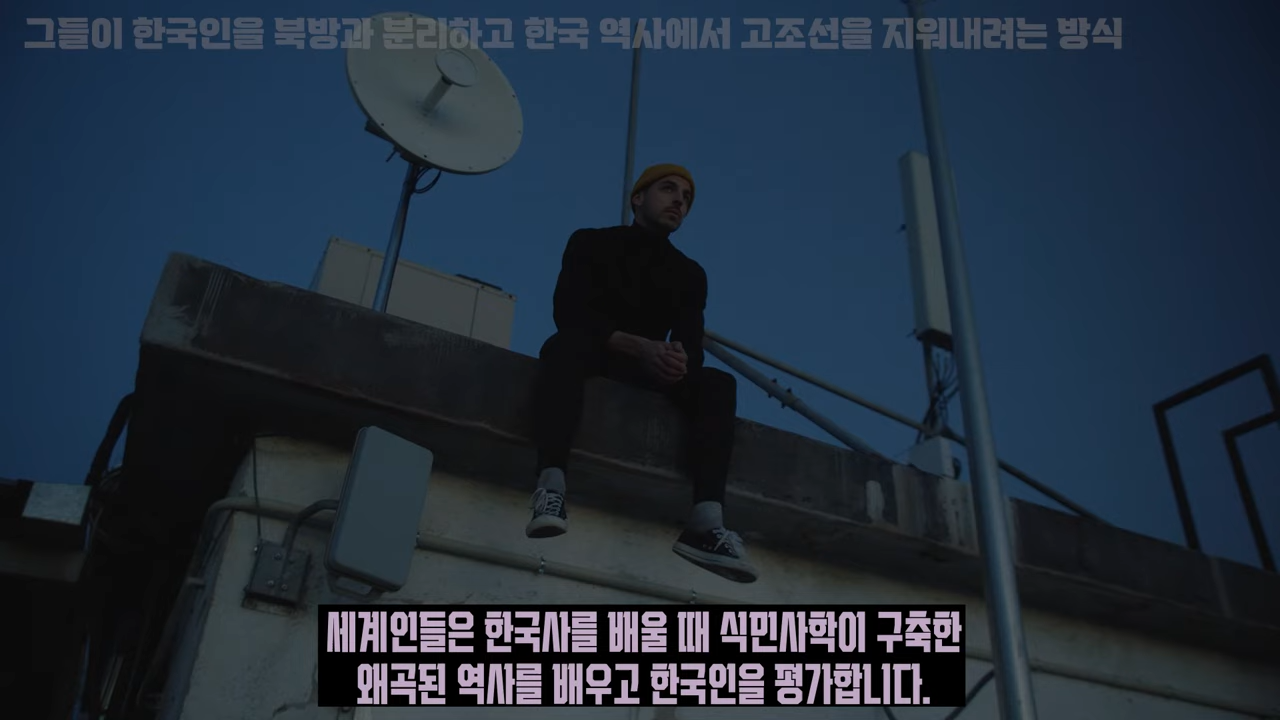 그들이 한국인을 북방과 분리하고 한국 역사에서 고조선을 지워내려는 방식
세계인들은 한국사를 배울 때 식민사학이 구축한
왜곡된 역사를 배우고 한국인을 평가합니다.